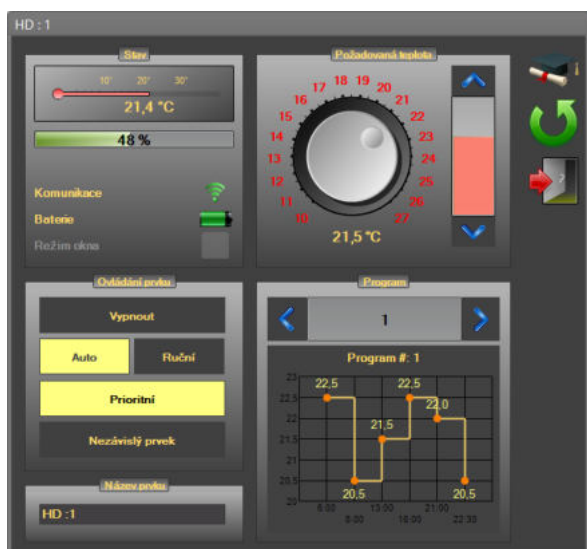 HD : 1
Stav
10° 20° 30°
21,4 °C
48 %
Komunikace
Baterie
Režim okna
Požadovaná teplota
10 11 12 13 14 15 16 17 18 19 20 21 22 23 24 25 26 27
21,5 °C
Ovládání prvku
Vypnout
Auto Ruční
Prioritní
Nezávislý prvek
Název prvku
HD :1
Program
1
Program #: 1
23
22,5
22
21,5
21
20,5
20
22,5 22,5
22,0
21,5
20,5 20,5
6:00 13:00 21:00
8:00 16:00 22:30